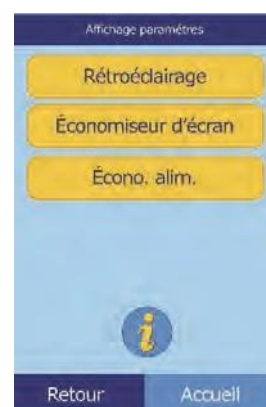 Affichage paramètres
Rétroéclairage
Économiseur d'écran
Écono. alim.
i
Retour Accueil